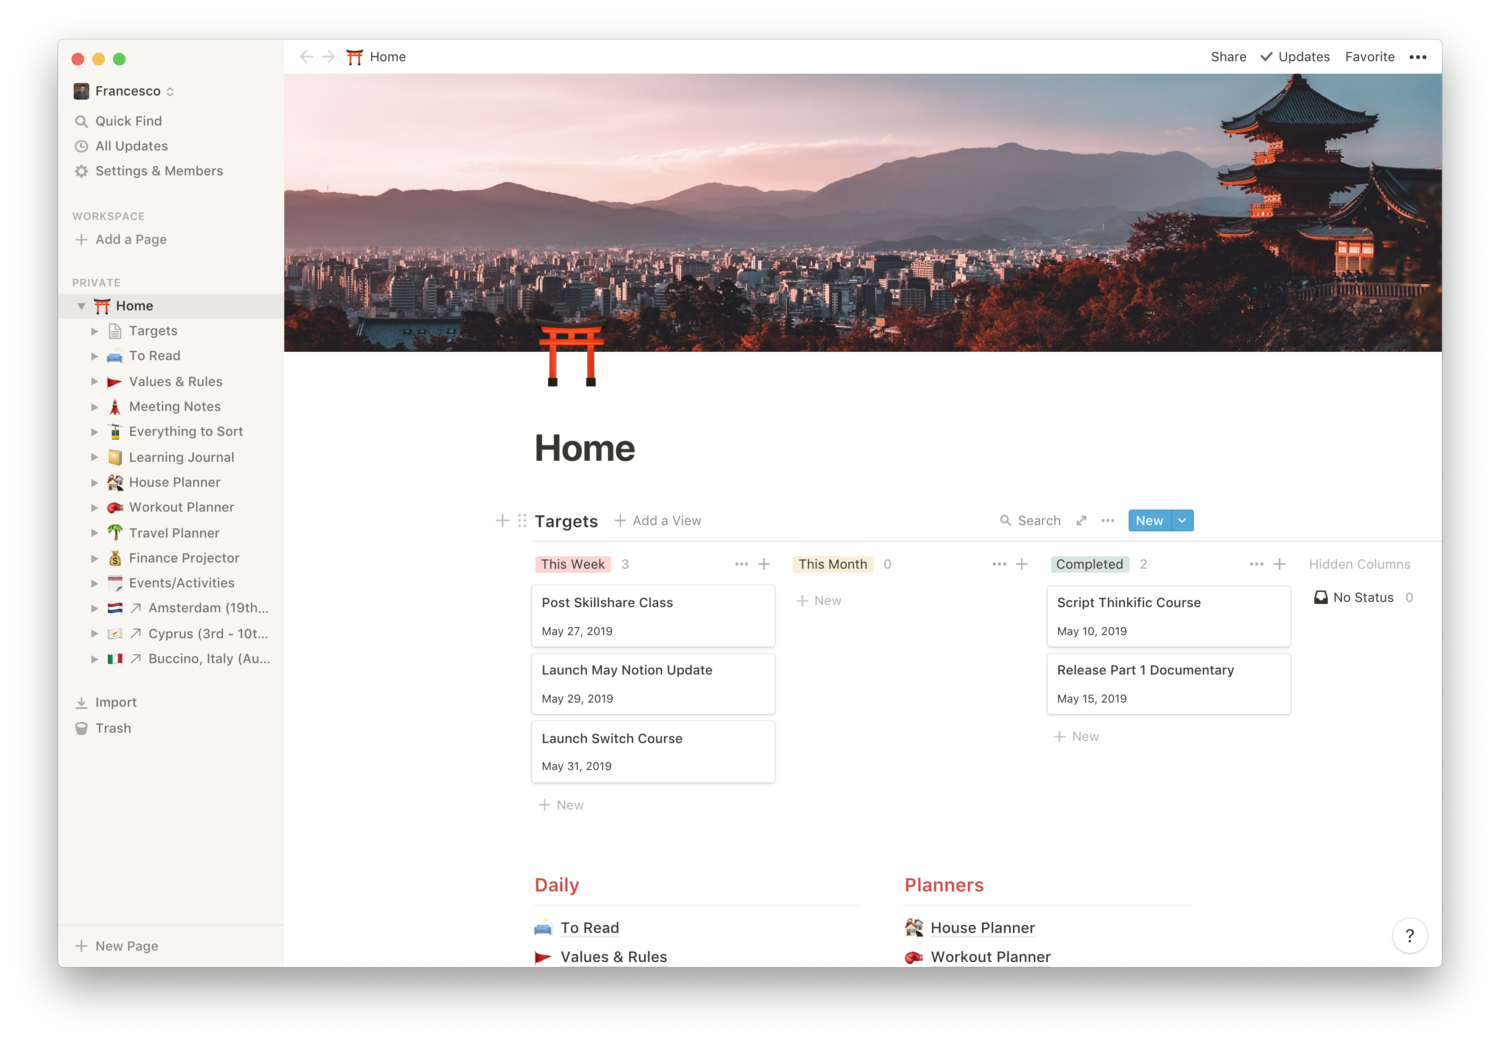 Francesco
Quick Find
All Updates
Settings & Members
WORKSPACE
Add a Page
PRIVATE
Home
Targets
To Read
Values & Rules
Meeting Notes
Everything to Sort
Learning Journal
House Planner
Workout Planner
Travel Planner
Finance Projector
Events/Activities
Amsterdam (19th...
Cyprus (3rd - 10t...
Buccino, Italy (Au...
Import
Trash
New Page
Home
Share Updates Favorite
Home
Targets Add a View Search New
This Week 3
Post Skillshare Class
May 27, 2019
Launch May Notion Update
May 29, 2019
Launch Switch Course
May 31, 2019
New
This Month 0
New
Completed 2
Script Thinkific Course
May 10, 2019
Release Part 1 Documentary
May 15, 2019
New
Hidden Columns
No Status 0
Daily
To Read
Values & Rules
Planners
House Planner
Workout Planner
?